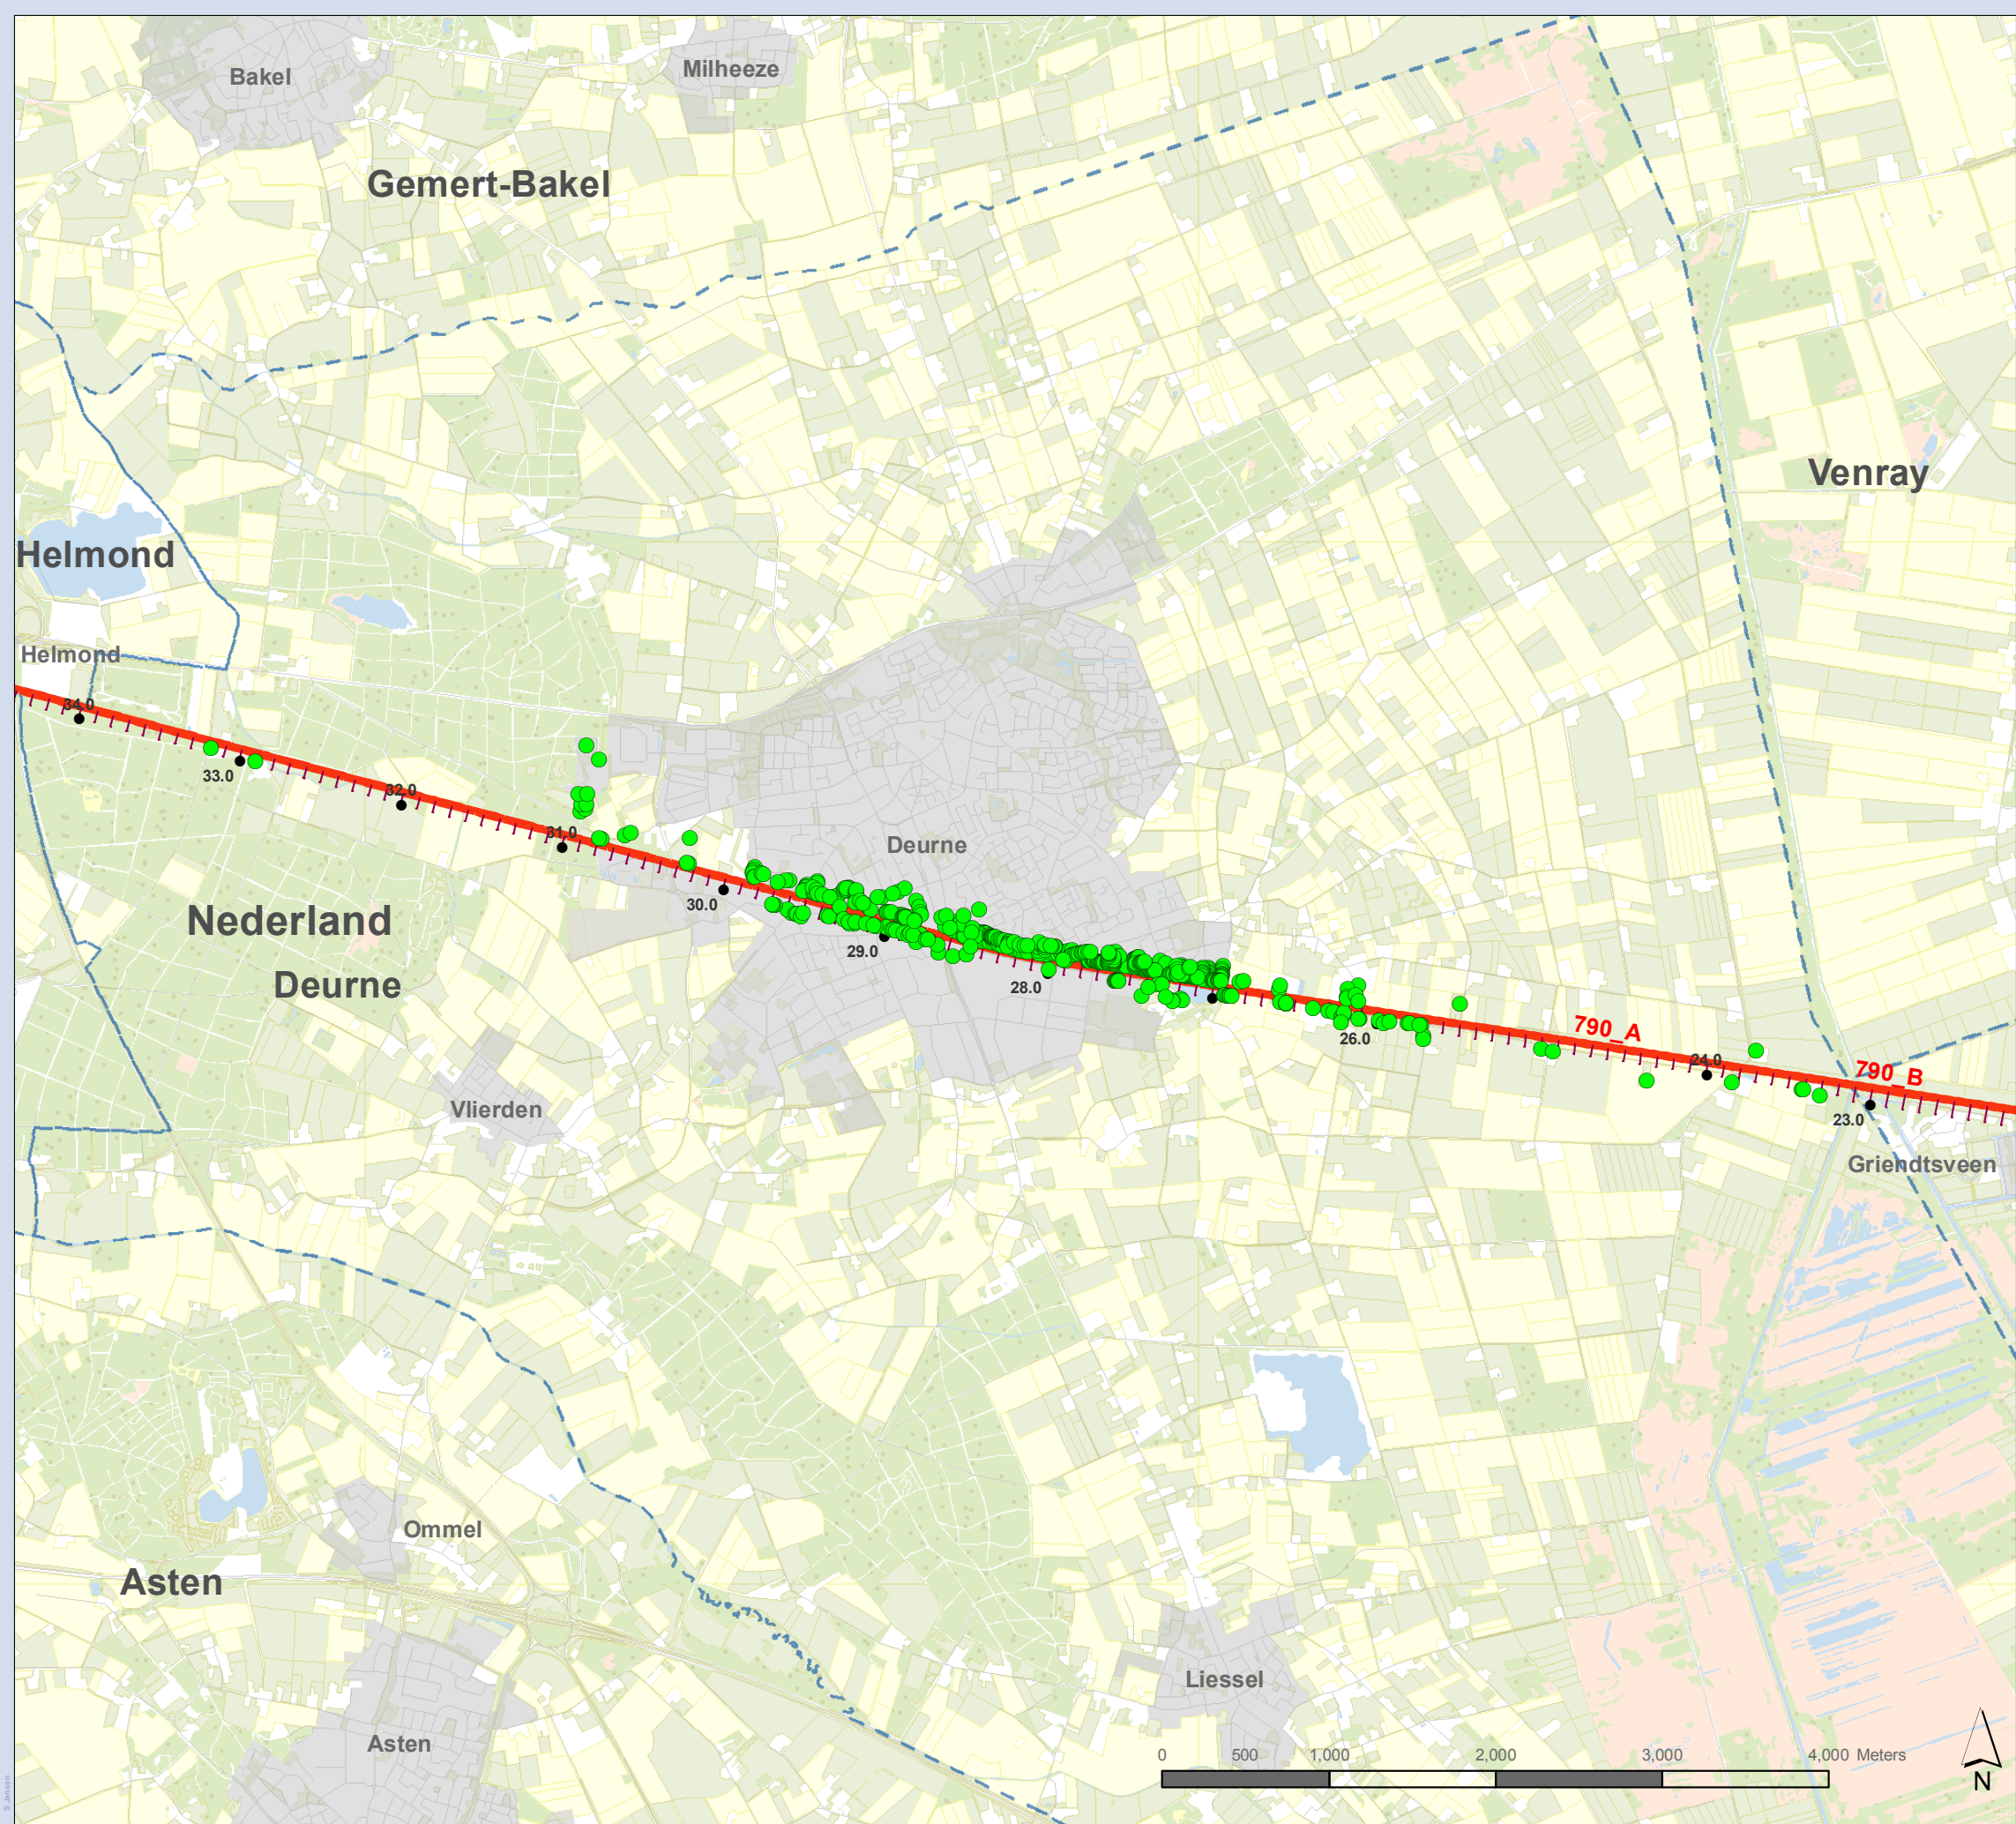 Bakel
Milheeze
Gemert-Bakel
Venray
Helmond
Helmond
34.0
33.0
32.0
31.0
Deurne
30.0
Nederland
29.0
Deurne
28.0
26.0
790_A
24.0
790_B
23.0
Vlierden
Griendtsveen
Ommel
Asten
Liessel
Asten
0 500 1,000 2,000 3,000 4,000 Meters
N